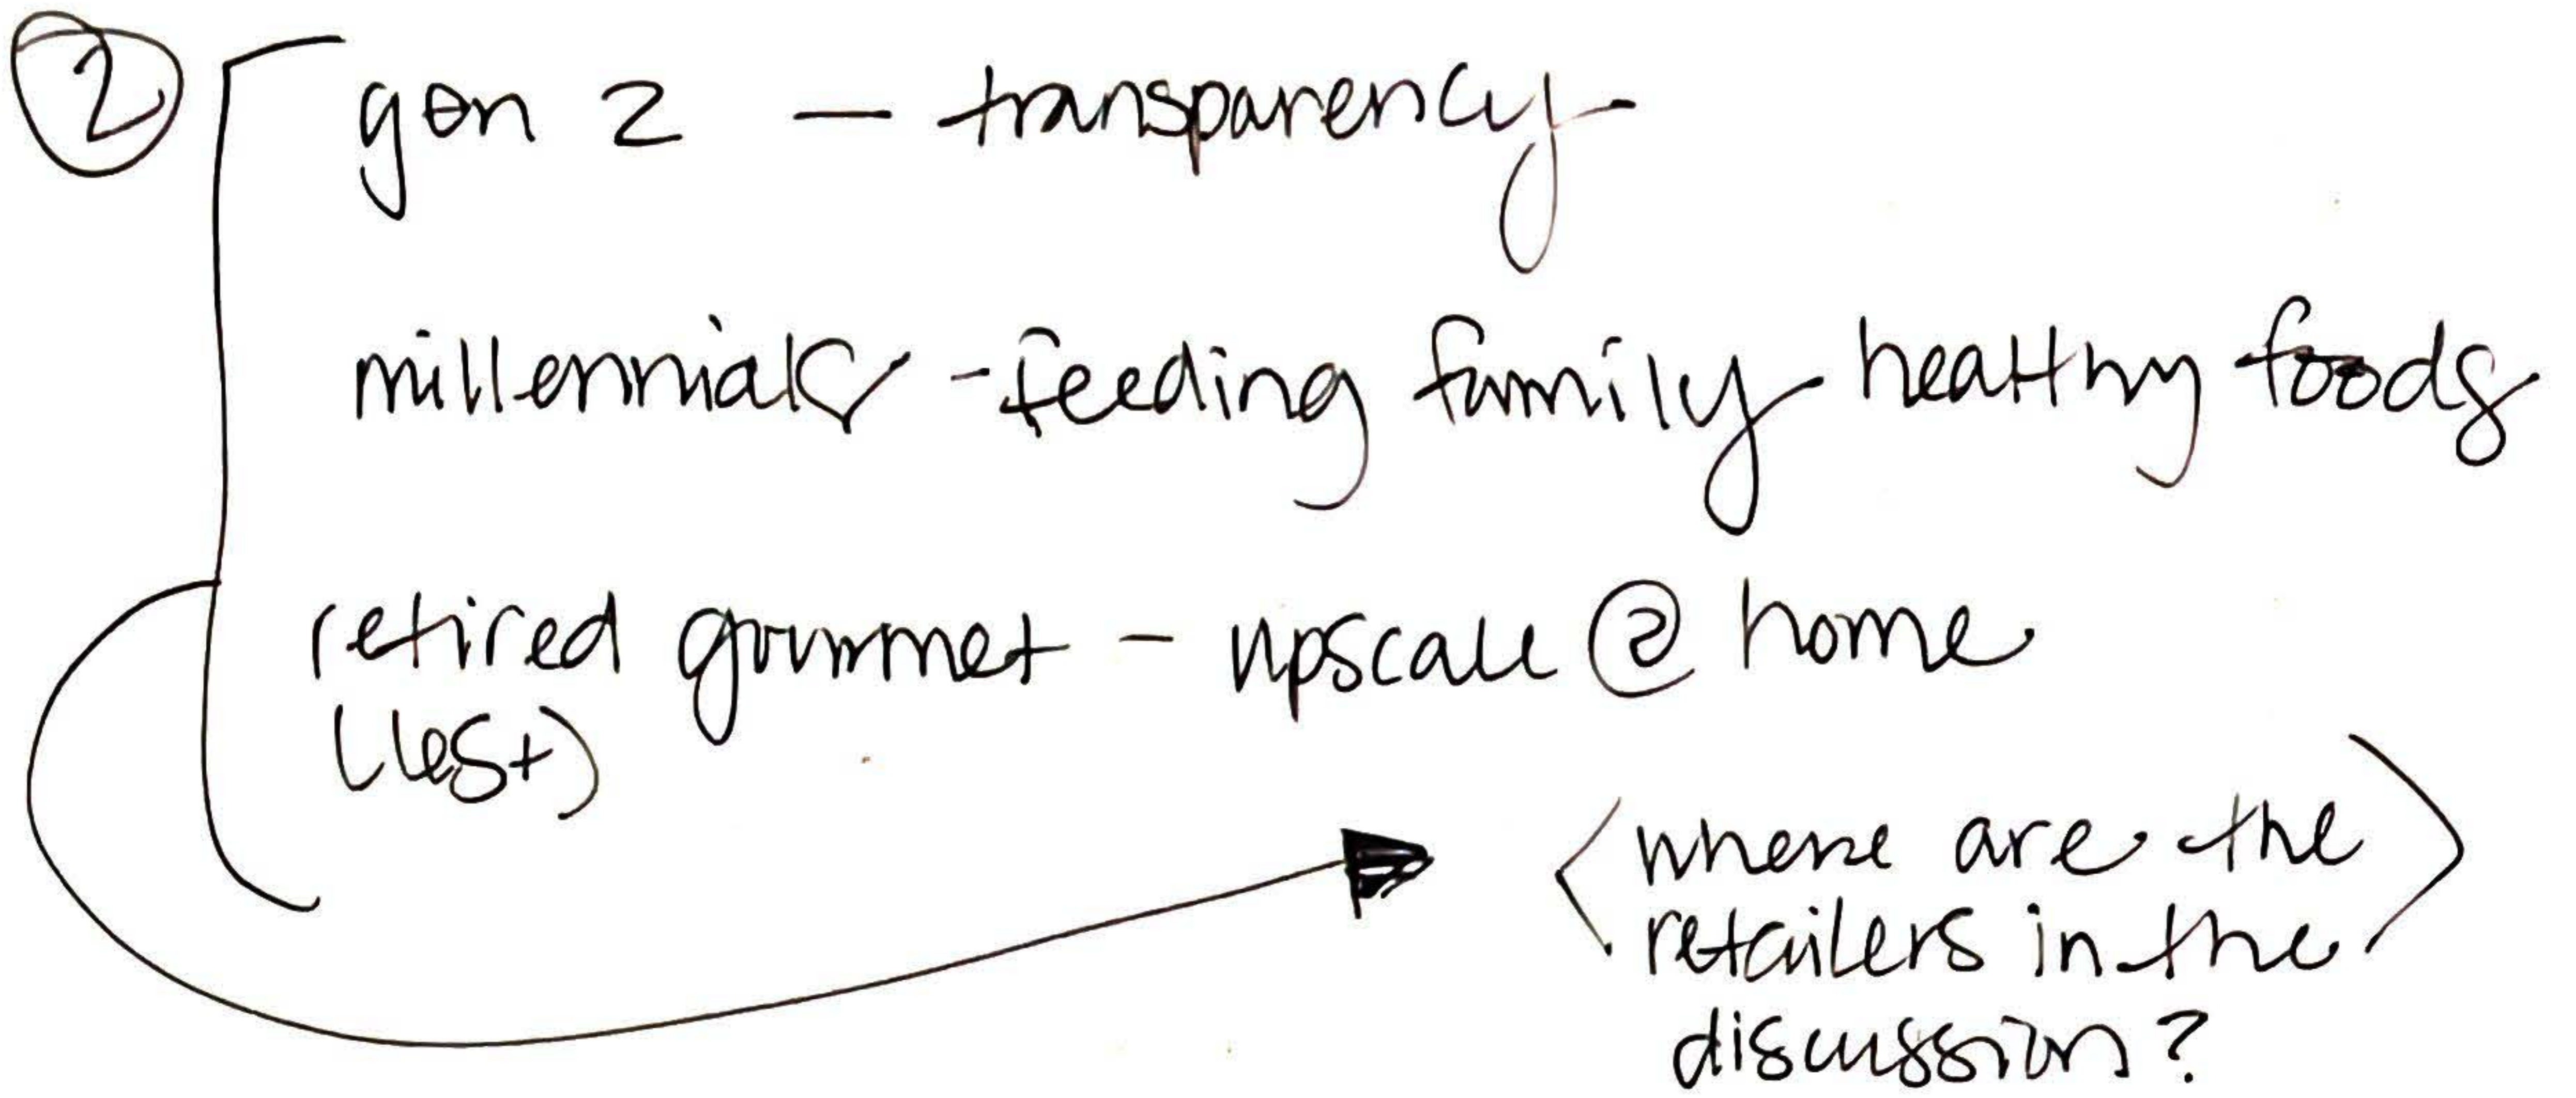 2
gen z — transparency
millennials - feeding family healthy foods
retired gourmet - upscale @ home
(65+)
<where are the
retailers in the
discussion?>